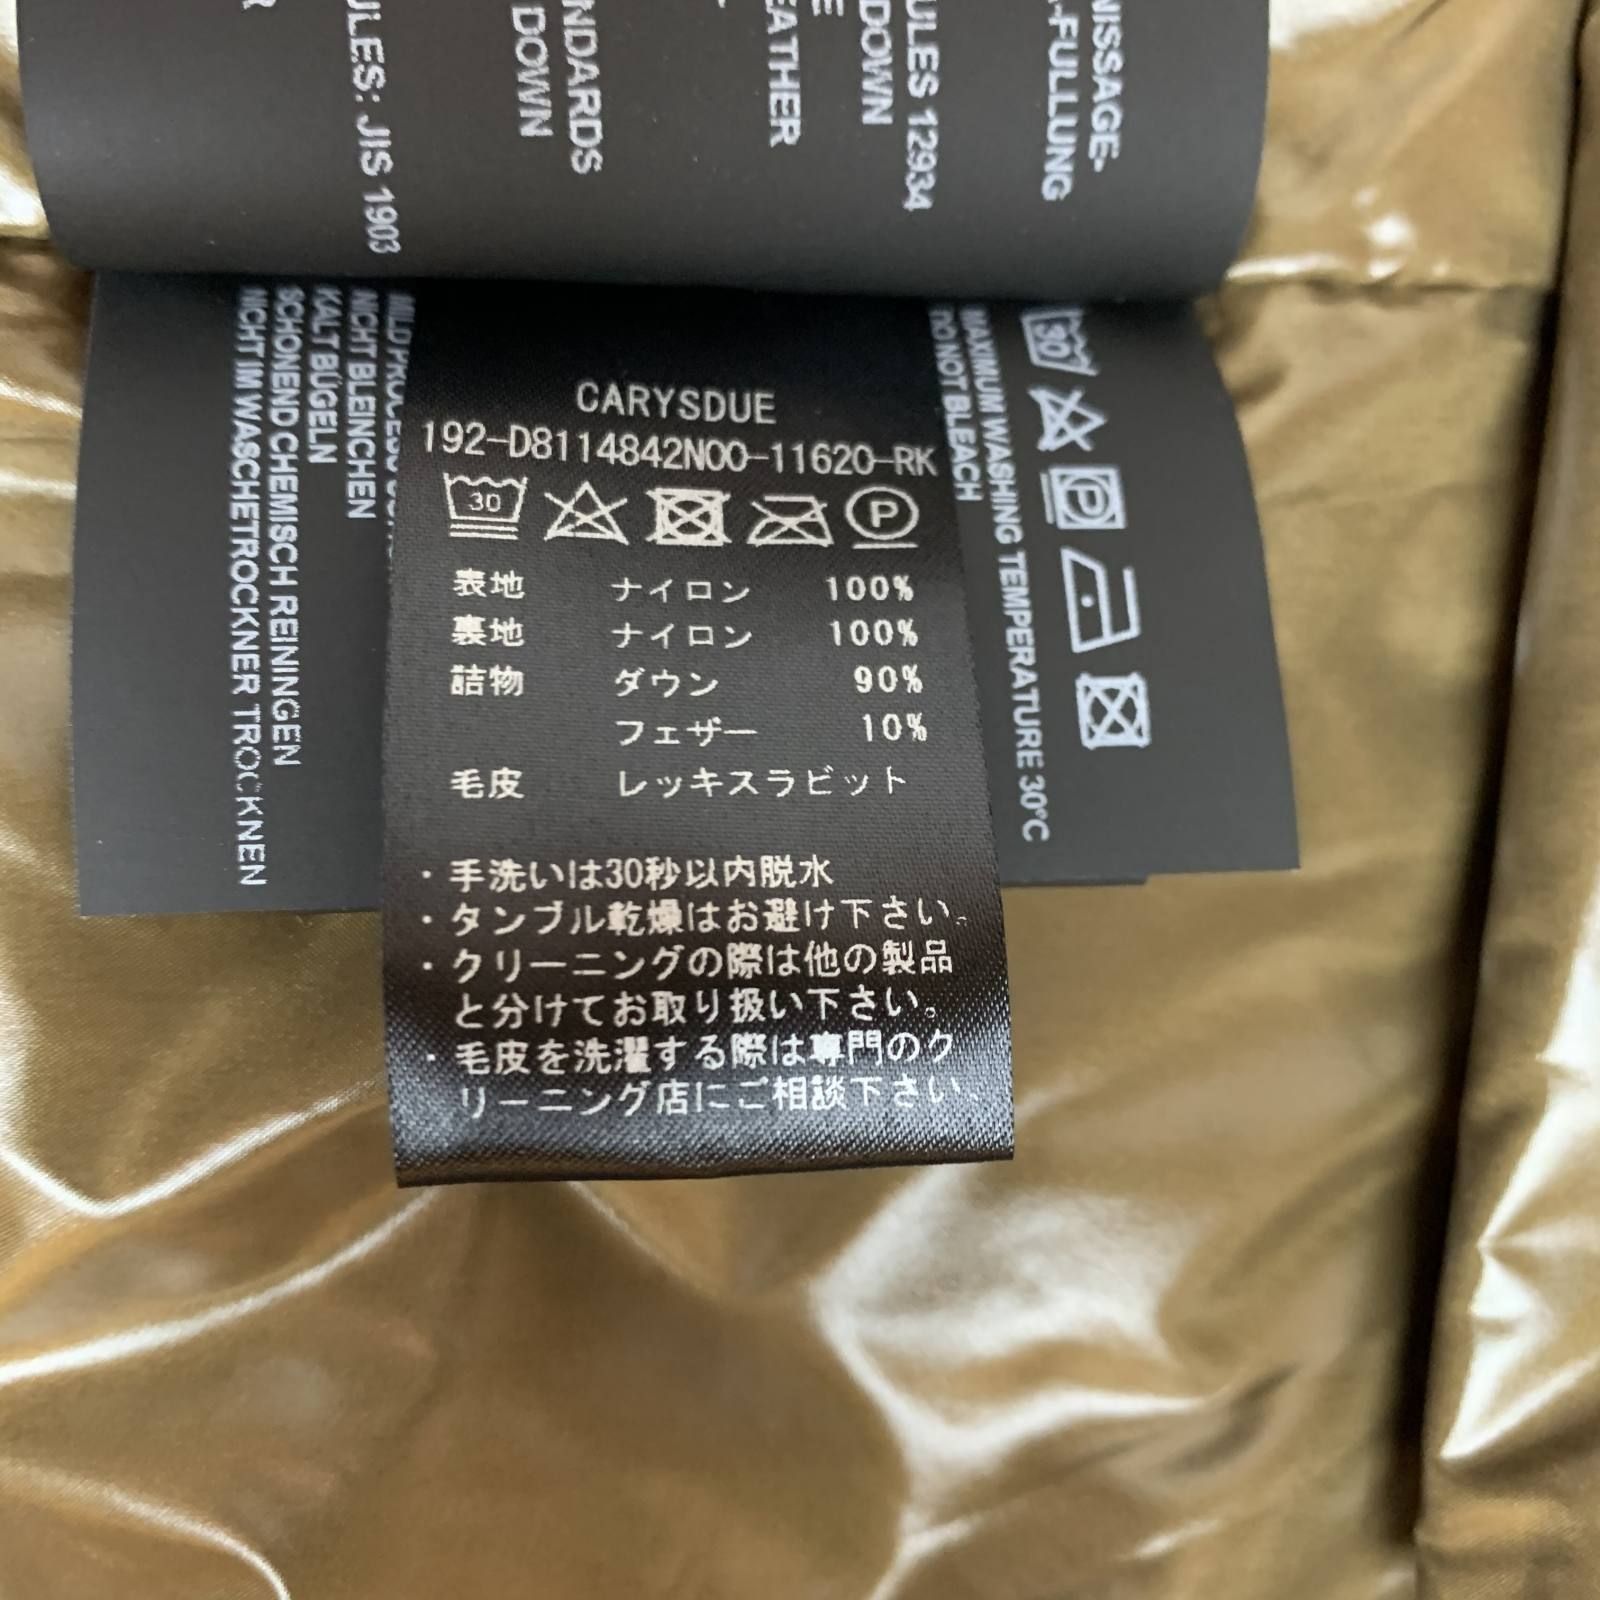 NISSAGE-
-FÜLLUNG
ULES 12934
DOWN
E
EATHER
NDARDS
DOWN
ULES: JIS 1903
R
CARYSDUE
192-D8114842N00-11620-RK
30
P
表地 ナイロン 100%
裏地 ナイロン 100%
詰物 ダウン 90%
フェザー 10%
毛皮 レッキスラビット
・手洗いは30秒以内脱水
・タンブル乾燥はお避け下さい。
・クリーニングの際は他の製品
と分けてお取り扱い下さい。
・毛皮を洗濯する際は専門のク
リーニング店にご相談下さい。
30
P
MAXIMUM WASHING TEMPERATURE 30°C
DO NOT BLEACH
MILD
NICHT BLEINCHEN
KALT BÜGELN
SCHONEND CHEMISCH REININGEN
NICHT IM WASCHETROCKNER TROCKNEN